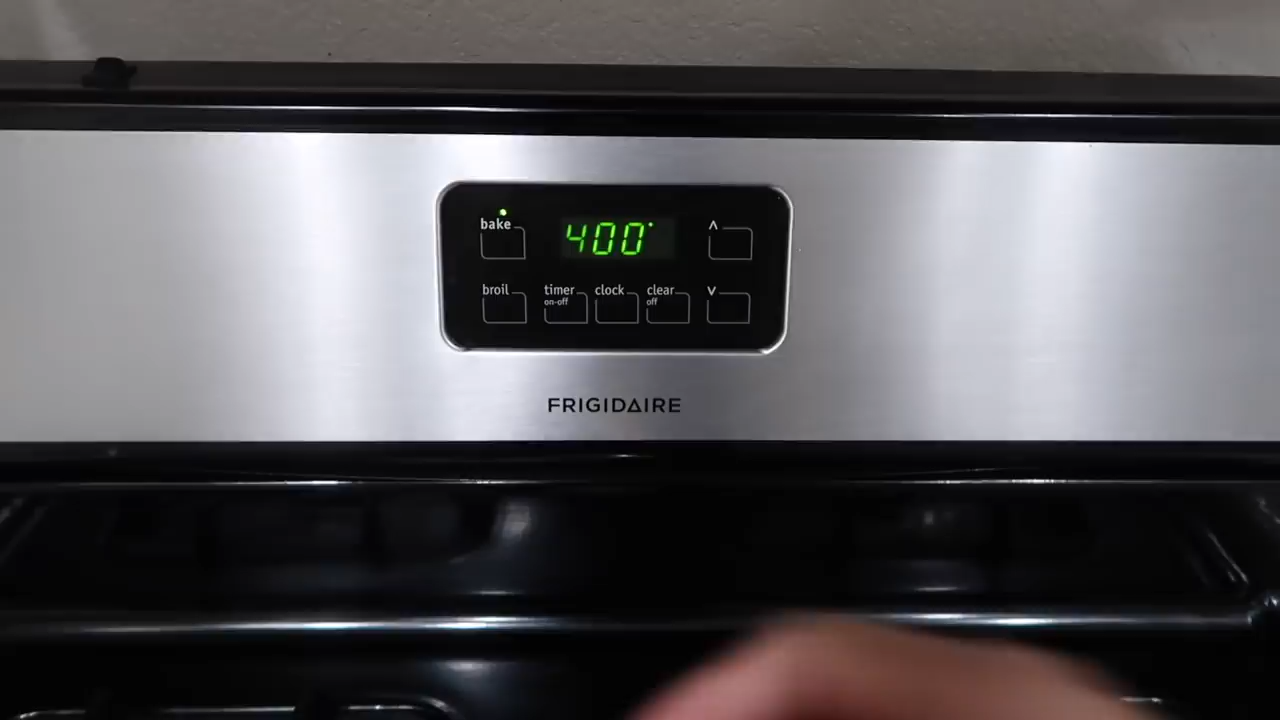 bake
400°
^
broil
timer
on-off
clock
clear
off
v
FRIGIDAIRE